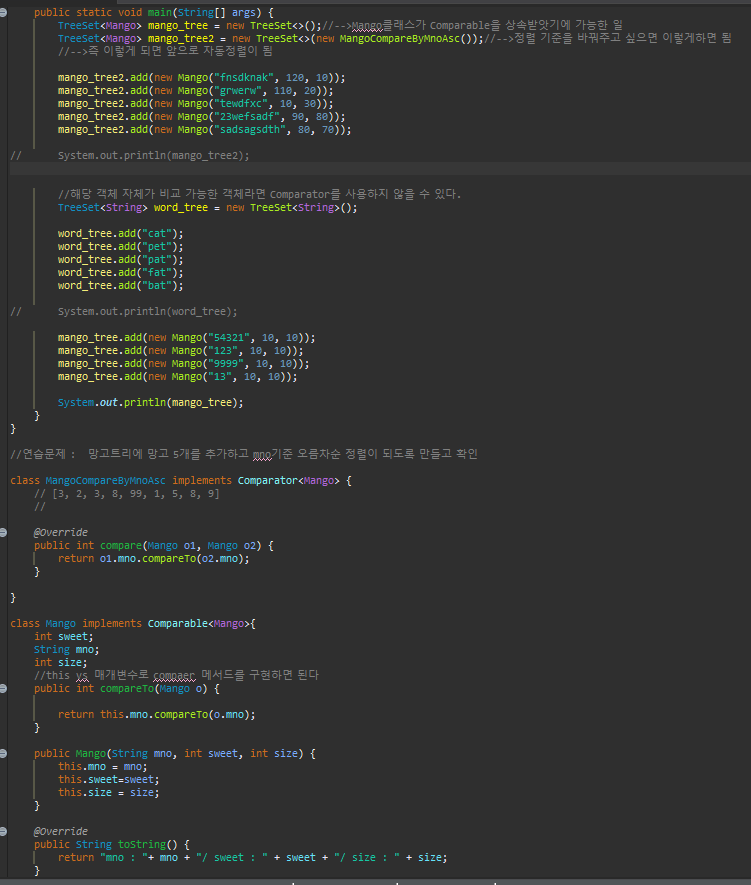 public static void main(String[] args) {
TreeSet<Mango> mango_tree = new TreeSet<>();//-->Mango클래스가 Comparable을 상속받앗기에 가능한 일
TreeSet<Mango> mango_tree2 = new TreeSet<>(new MangoCompareByMnoAsc());//-->정렬 기준을 바꿔주고 싶으면 이렇게하면 됨
//-->즉 이렇게 되면 앞으로 자동정렬이 됨
mango_tree2.add(new Mango("fnsdknak", 120, 10));
mango_tree2.add(new Mango("grwerw", 110, 20));
mango_tree2.add(new Mango("tewdfxc", 10, 30));
mango_tree2.add(new Mango("23wefsadf", 90, 80));
mango_tree2.add(new Mango("sadsagsdth", 80, 70));
// System.out.println(mango_tree2);
//해당 객체 자체가 비교 가능한 객체라면 Comparator를 사용하지 않을 수 있다.
TreeSet<String> word_tree = new TreeSet<String>();
word_tree.add("cat");
word_tree.add("pet");
word_tree.add("pat");
word_tree.add("fat");
word_tree.add("bat");
// System.out.println(word_tree);
mango_tree.add(new Mango("54321", 10, 10));
mango_tree.add(new Mango("123", 10, 10));
mango_tree.add(new Mango("9999", 10, 10));
mango_tree.add(new Mango("13", 10, 10));
System.out.println(mango_tree);
}
}
//연습문제 : 망고트리에 망고 5개를 추가하고 mno기준 오름차순 정렬이 되도록 만들고 확인
class MangoCompareByMnoAsc implements Comparator<Mango> {
// [3, 2, 3, 8, 99, 1, 5, 8, 9]
//
@Override
public int compare(Mango o1, Mango o2) {
return o1.mno.compareTo(o2.mno);
}
}
class Mango implements Comparable<Mango>{
int sweet;
String mno;
int size;
//this vs 매개변수로 compaer 메서드를 구현하면 된다
public int compareTo(Mango o) {
return this.mno.compareTo(o.mno);
}
public Mango(String mno, int sweet, int size) {
this.mno = mno;
this.sweet=sweet;
this.size = size;
}
@Override
public String toString() {
return "mno : "+ mno + "/ sweet : " + sweet + "/ size : " + size;
}